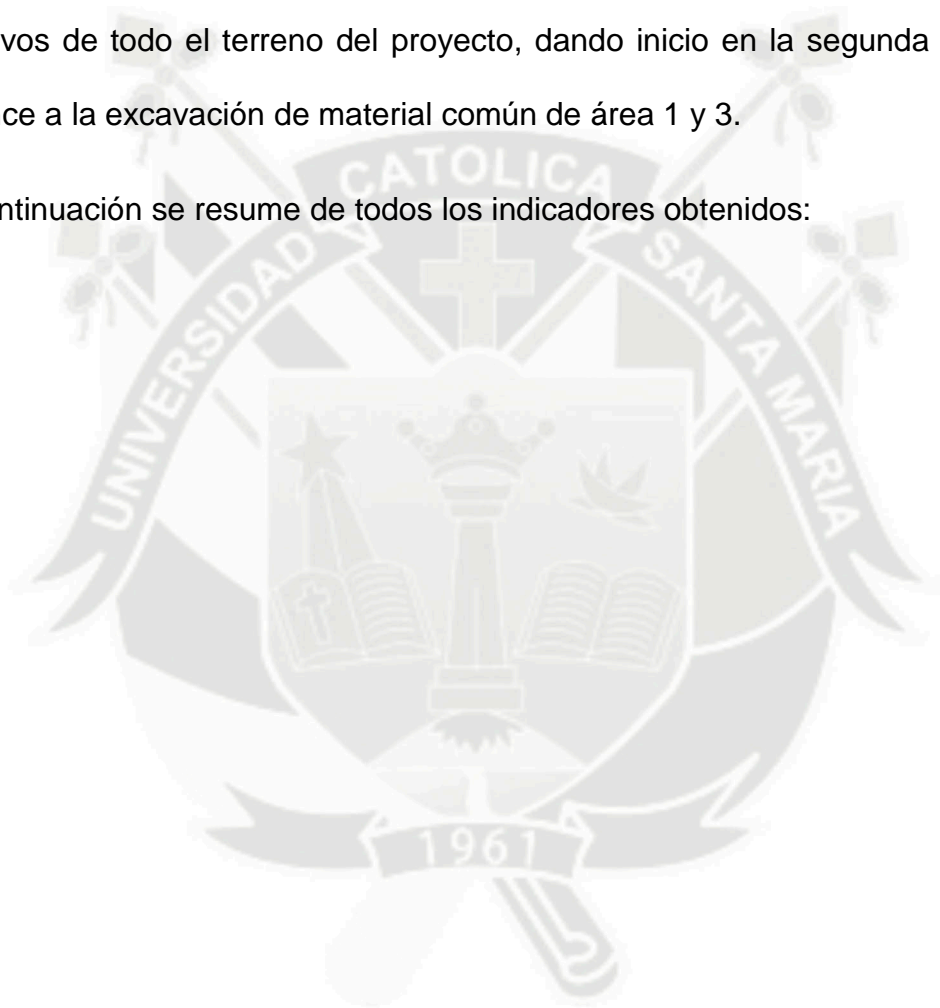 vos de todo el terreno del proyecto, dando inicio en la segunda
ce a la excavación de material común de área 1 y 3.
ntinuación se resume de todos los indicadores obtenidos:
UNIVERSIDAD CATOLICA SANTA MARIA
1961